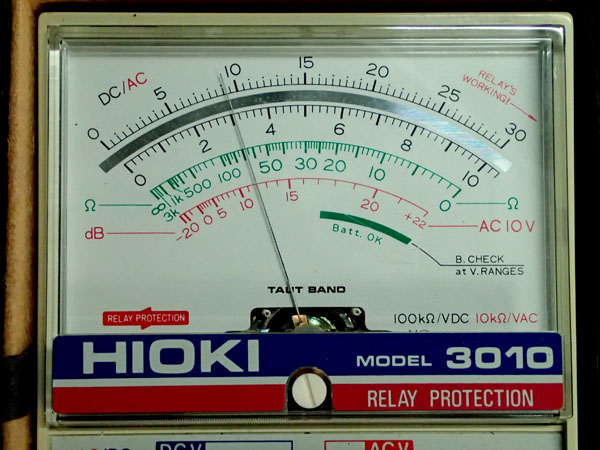 DC/AC
0 5 10 15 20 25 30
RELAY'S
WORKING!
0 2 4 6 8 10
Ω ∞ 3k 1k 500 100 50 30 20 10 0 Ω
dB -20 0 5 10 15 20 +22 AC 10 V
Batt. OK
B. CHECK
at V. RANGES
TAUT BAND
RELAY PROTECTION
100kΩ/VDC 10kΩ/VAC
HIOKI MODEL 3010
RELAY PROTECTION
DC V
AC V